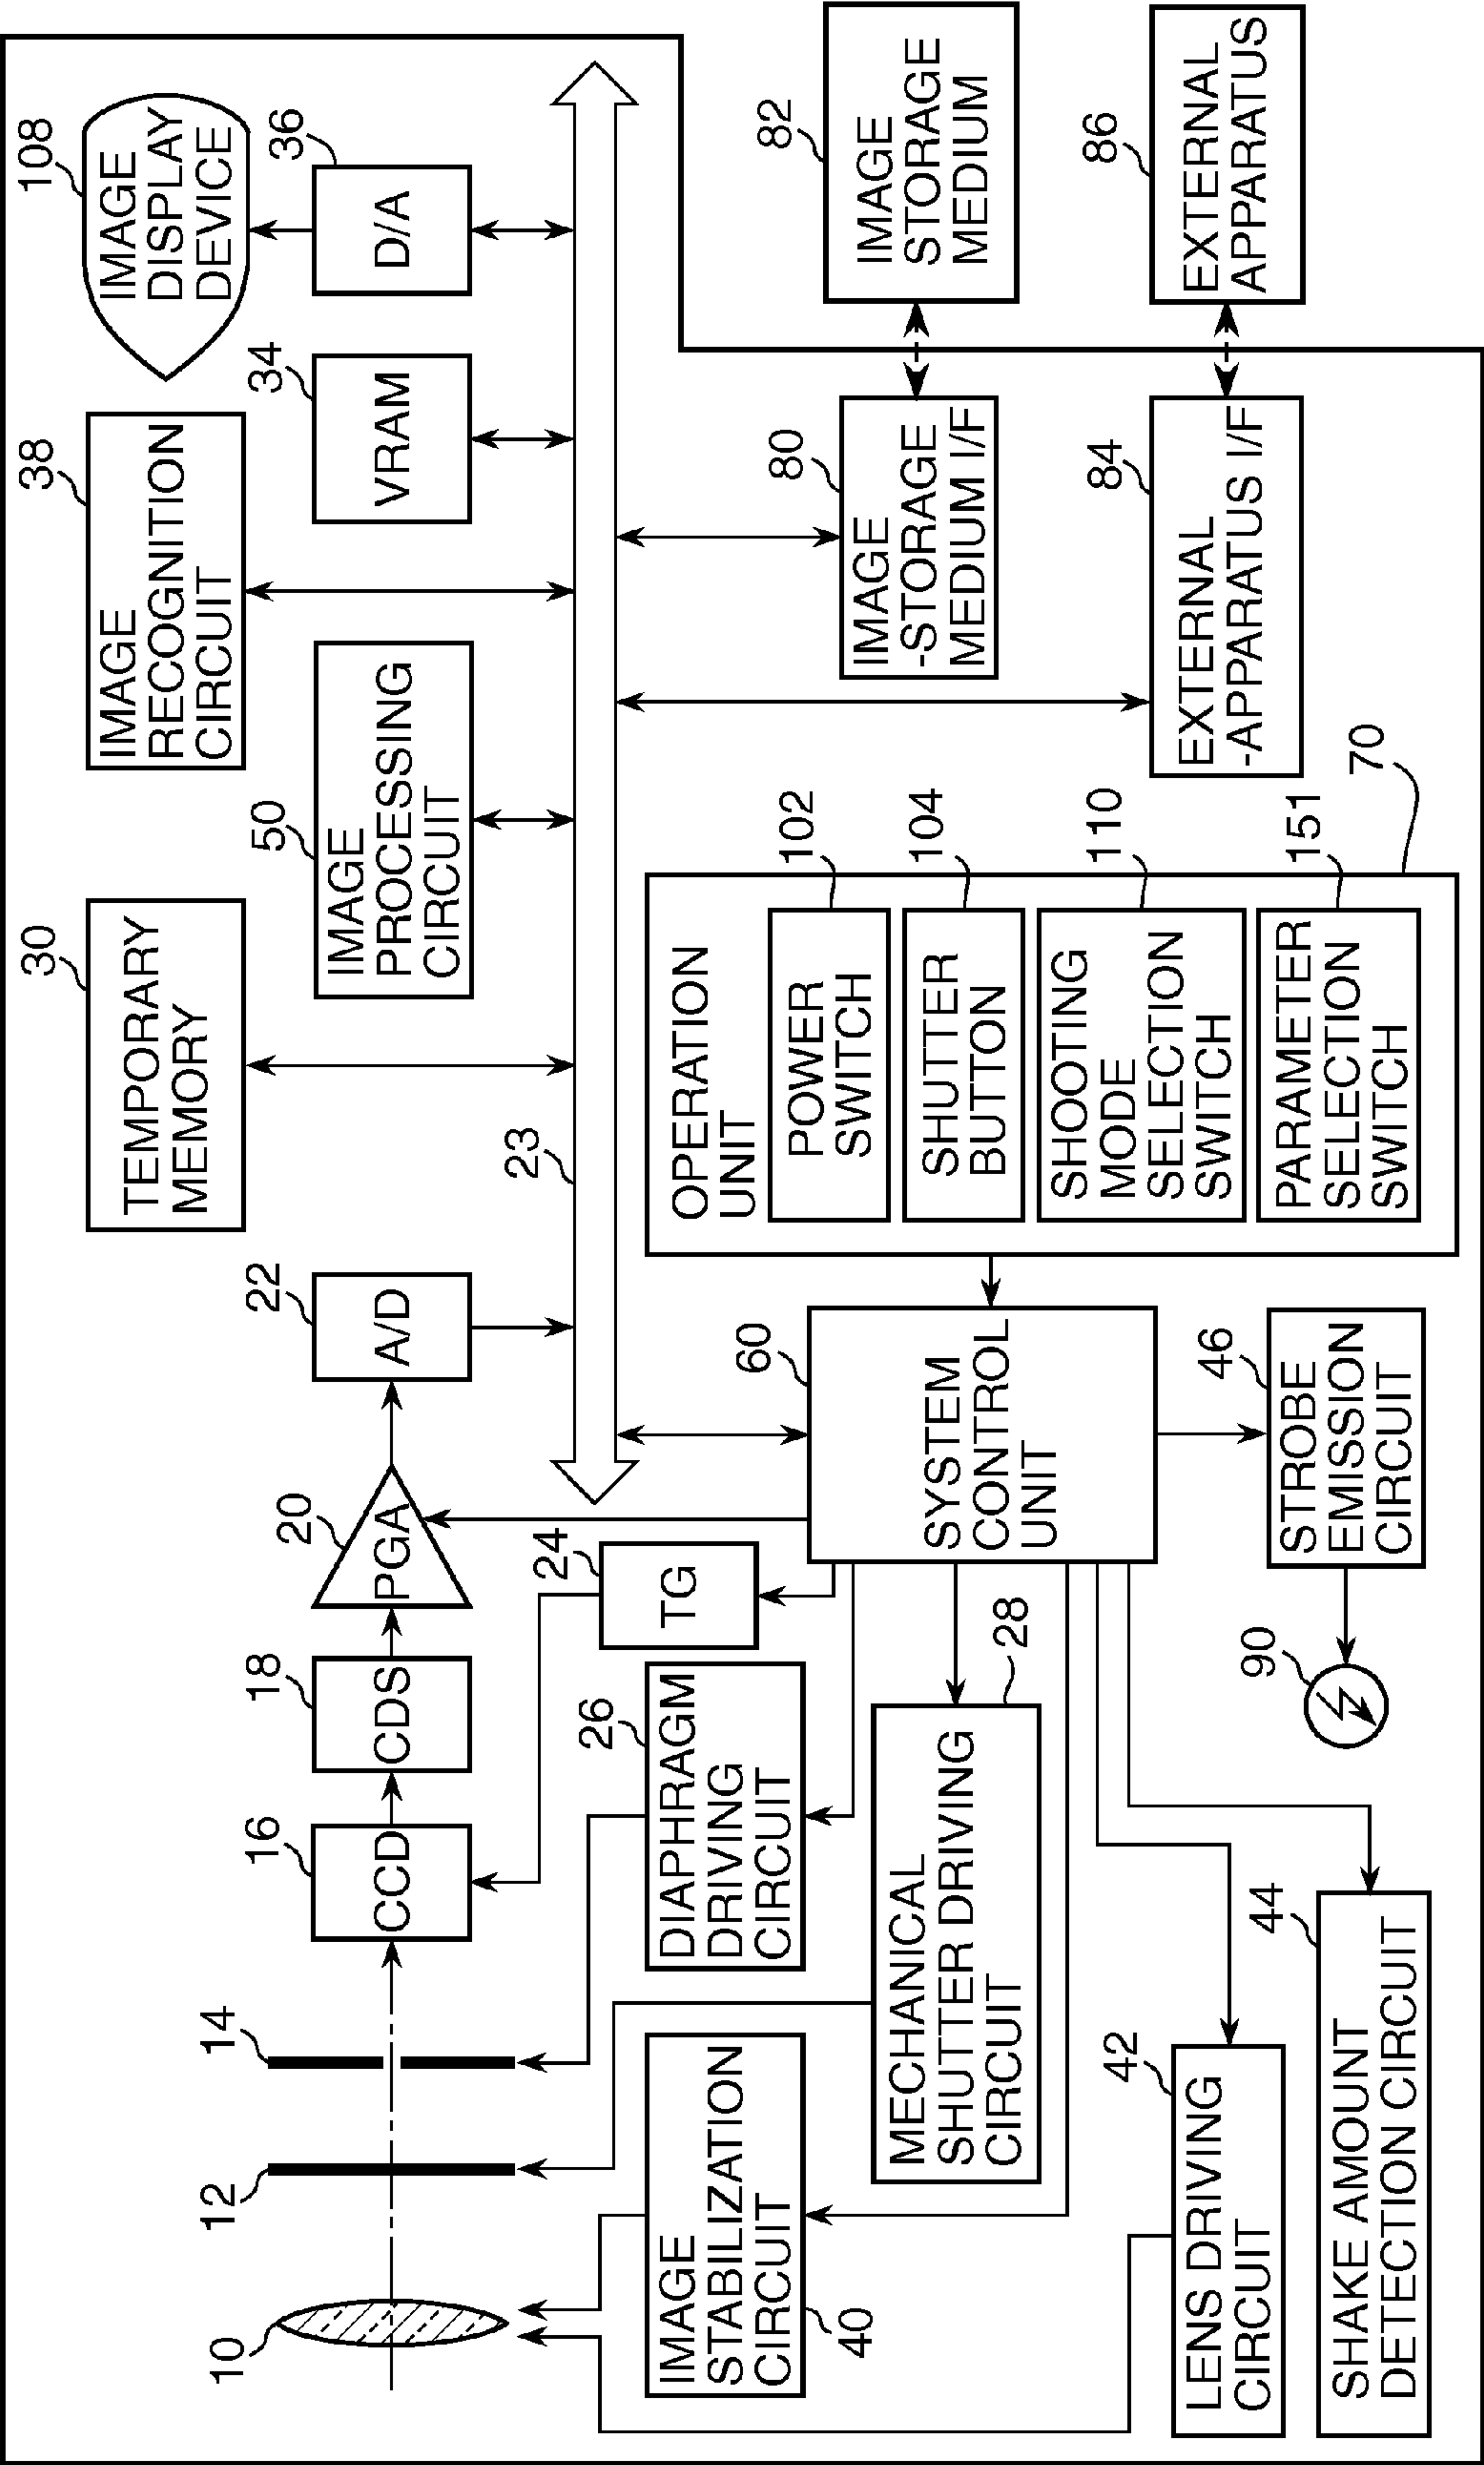 10
12
14
16
CCD
18
CDS
20
PGA
22
A/D
30
TEMPORARY
MEMORY
38
IMAGE
RECOGNITION
CIRCUIT
108
IMAGE
DISPLAY
DEVICE
50
IMAGE
PROCESSING
CIRCUIT
34
VRAM
36
D/A
23
24
TG
26
DIAPHRAGM
DRIVING
CIRCUIT
IMAGE
STABILIZATION
CIRCUIT
40
28
MECHANICAL
SHUTTER DRIVING
CIRCUIT
60
SYSTEM
CONTROL
UNIT
OPERATION
UNIT
70
102
POWER
SWITCH
104
SHUTTER
BUTTON
110
SHOOTING
MODE
SELECTION
SWITCH
151
PARAMETER
SELECTION
SWITCH
80
IMAGE
-STORAGE
MEDIUM I/F
82
IMAGE
STORAGE
MEDIUM
84
EXTERNAL
-APPARATUS I/F
86
EXTERNAL
APPARATUS
42
LENS DRIVING
CIRCUIT
44
SHAKE AMOUNT
DETECTION CIRCUIT
90
46
STROBE
EMISSION
CIRCUIT